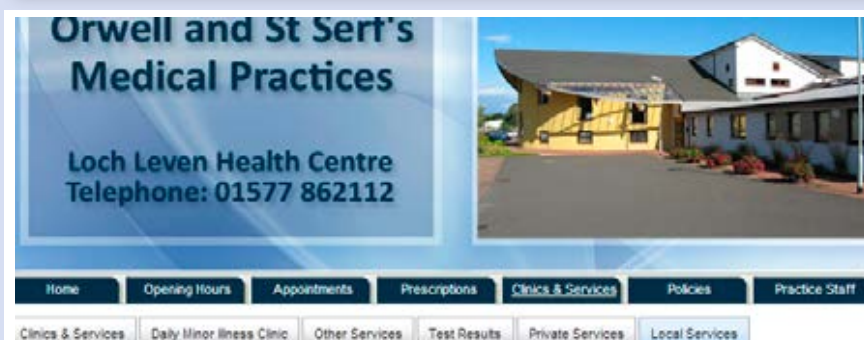 Orwell and St Serf's
Medical Practices
Loch Leven Health Centre
Telephone: 01577 862112
Home Opening Hours Appointments Prescriptions Clinics & Services Policies Practice Staff
Clinics & Services Daily Minor Illness Clinic Other Services Test Results Private Services Local Services